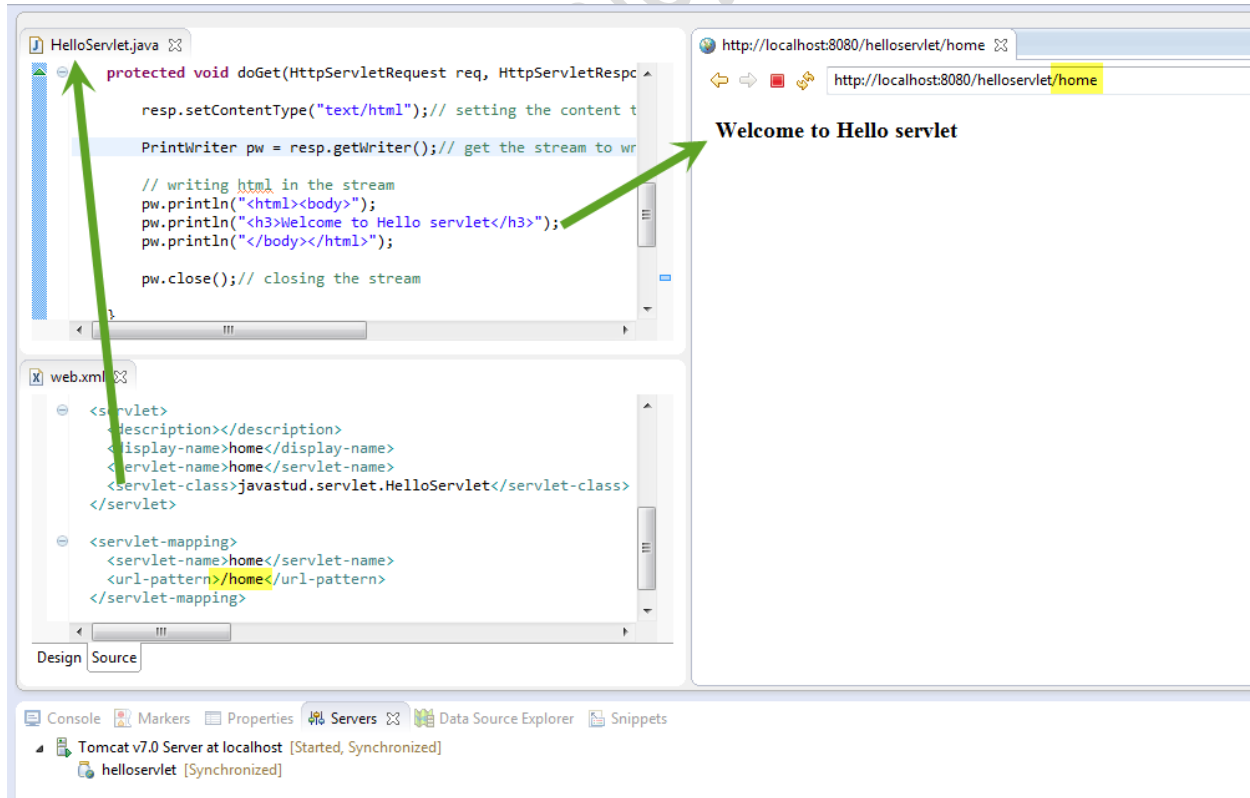 HelloServlet.java
protected void doGet(HttpServletRequest req, HttpServletRespo
resp.setContentType("text/html");// setting the content t
PrintWriter pw = resp.getWriter();// get the stream to wr
// writing html in the stream
pw.println("<html><body>");
pw.println("<h3>Welcome to Hello servlet</h3>");
pw.println("</body></html>");
pw.close();// closing the stream
}
web.xml
<servlet>
<description></description>
<display-name>home</display-name>
<servlet-name>home</servlet-name>
<servlet-class>javastud.servlet.HelloServlet</servlet-class>
</servlet>
<servlet-mapping>
<servlet-name>home</servlet-name>
<url-pattern>/home</url-pattern>
</servlet-mapping>
Design Source
http://localhost:8080/helloservlet/home
http://localhost:8080/helloservlet/home
Welcome to Hello servlet
Console Markers Properties Servers Data Source Explorer Snippets
Tomcat v7.0 Server at localhost [Started, Synchronized]
helloservlet [Synchronized]